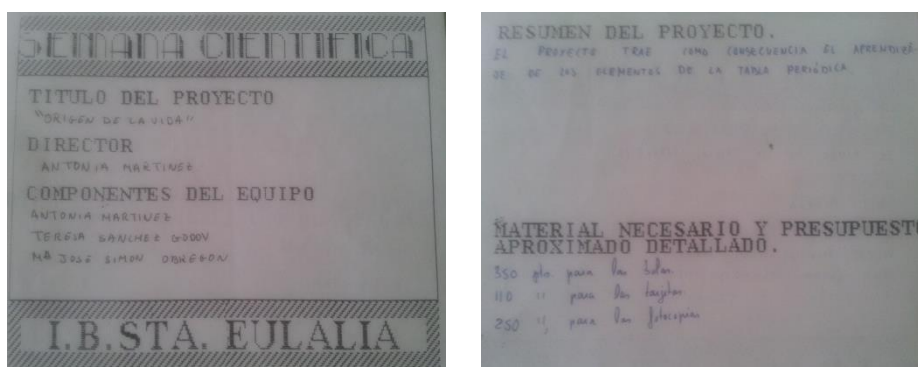 SEMANA CIENTIFICA
TITULO DEL PROYECTO
"ORIGEN DE LA VIDA"
DIRECTOR
ANTONIA MARTINEZ
COMPONENTES DEL EQUIPO
ANTONIA MARTINEZ
TERESA SANCHEZ GODOY
Mª JOSE SIMON OBREGON
I.B.STA. EULALIA
RESUMEN DEL PROYECTO.
EL PROYECTO TRAE COMO CONSECUENCIA EL APRENDIZA-
JE DE LOS ELEMENTOS DE LA TABLA PERIÓDICA
MATERIAL NECESARIO Y PRESUPUESTO
APROXIMADO DETALLADO.
350 pts. para las bolas
110 " para las tarjetas
250 " para las fotocopias